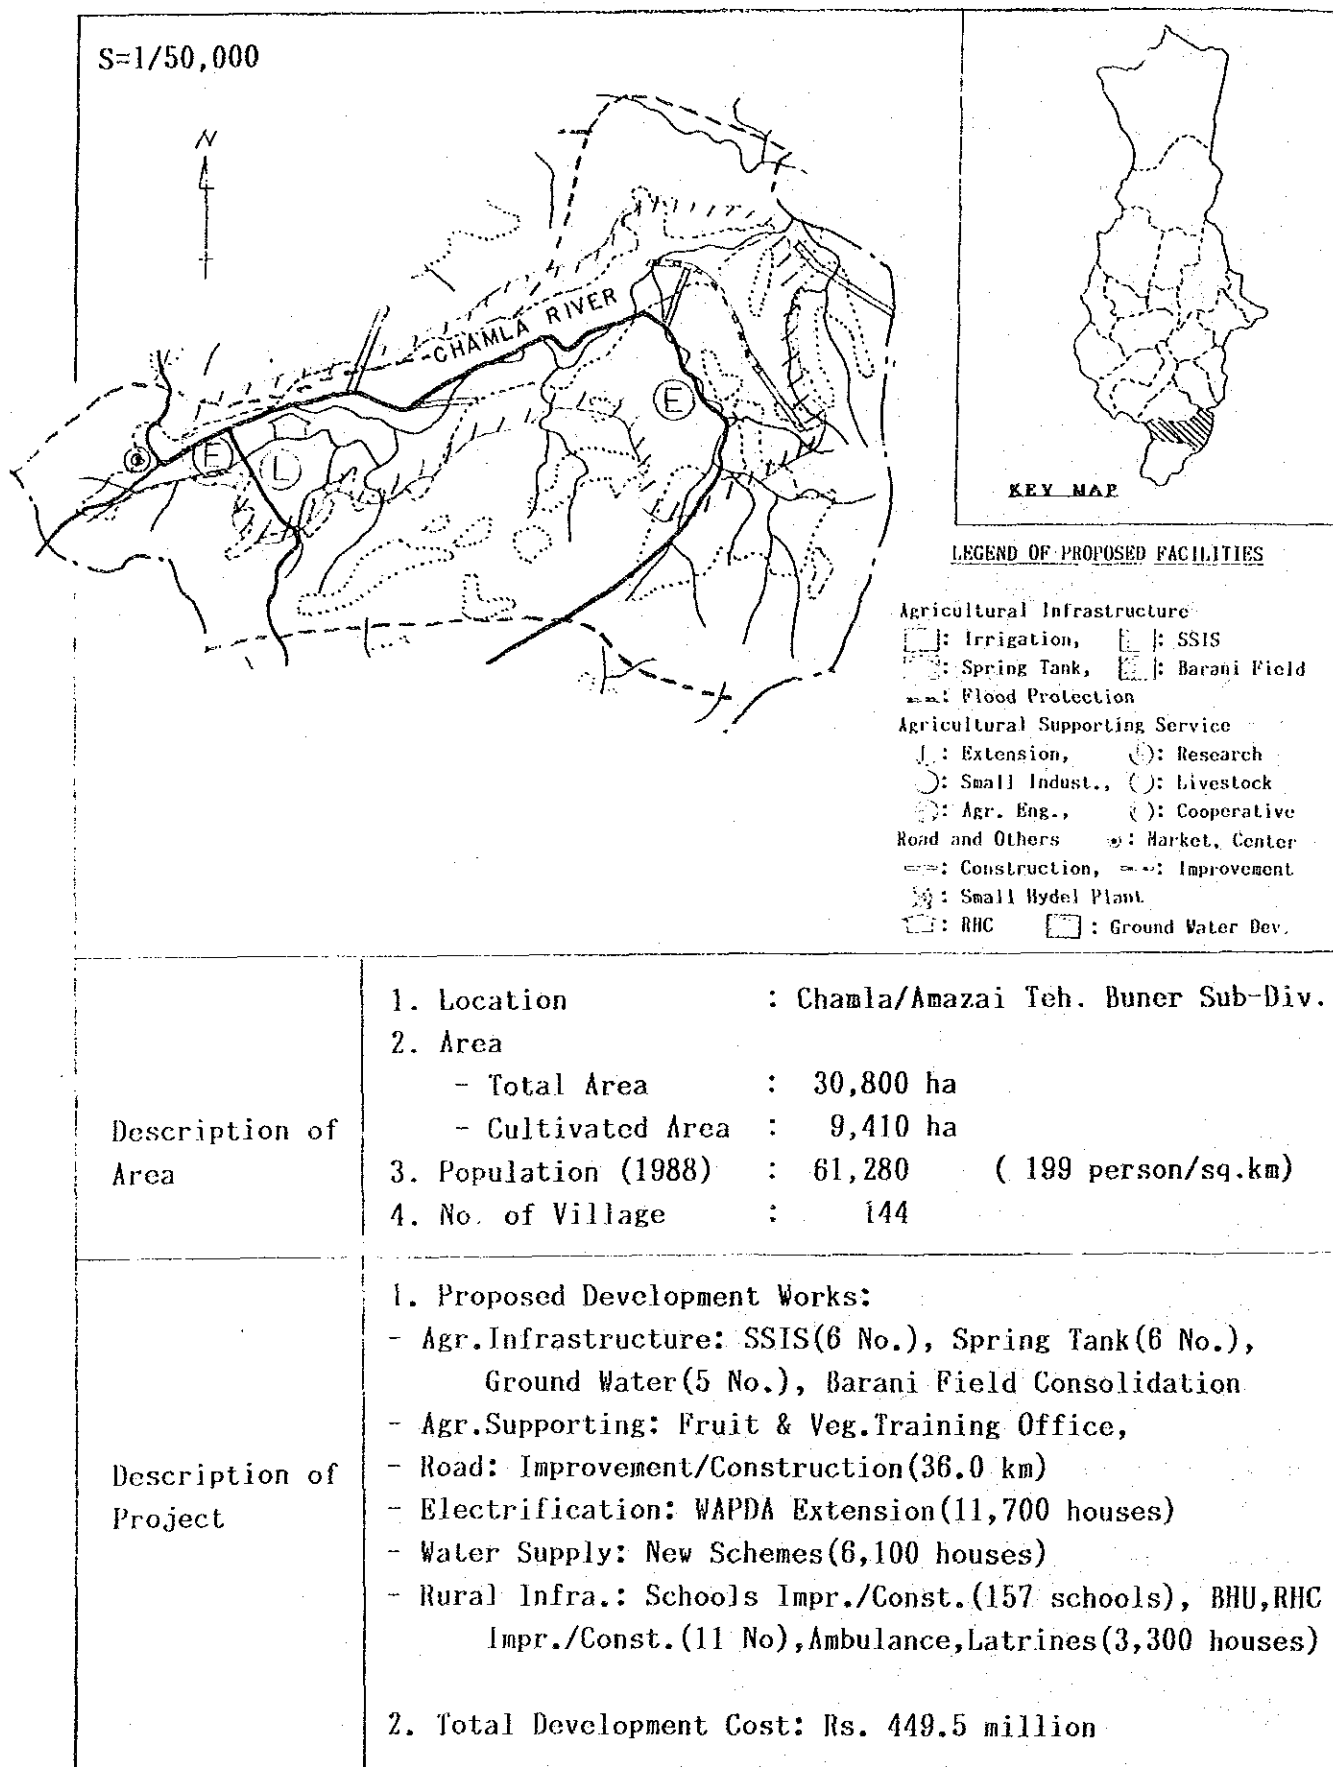 S=1/50,000
N
CHAMLA RIVER
E
E
L
KEY MAP
LEGEND OF PROPOSED FACILITIES
Agricultural Infrastructure
: Irrigation, : SSIS
: Spring Tank, : Barani Field
: Flood Protection
Agricultural Supporting Service
: Extension, : Research
: Small Indust., : Livestock
: Agr. Eng., : Cooperative
Road and Others : Market, Center
: Construction, : Improvement
: Small Hydel Plant
: RHC : Ground Water Dev.
Description of
Area
1. Location : Chamla/Amazai Teh. Buner Sub-Div.
2. Area
- Total Area : 30,800 ha
- Cultivated Area : 9,410 ha
3. Population (1988) : 61,280 ( 199 person/sq.km)
4. No. of Village : 144
Description of
Project
1. Proposed Development Works:
- Agr.Infrastructure: SSIS(6 No.), Spring Tank(6 No.),
Ground Water(5 No.), Barani Field Consolidation
- Agr.Supporting: Fruit & Veg.Training Office,
- Road: Improvement/Construction(36.0 km)
- Electrification: WAPDA Extension(11,700 houses)
- Water Supply: New Schemes(6,100 houses)
- Rural Infra.: Schools Impr./Const.(157 schools), BHU,RHC
Impr./Const.(11 No),Ambulance,Latrines(3,300 houses)
2. Total Development Cost: Rs. 449.5 million